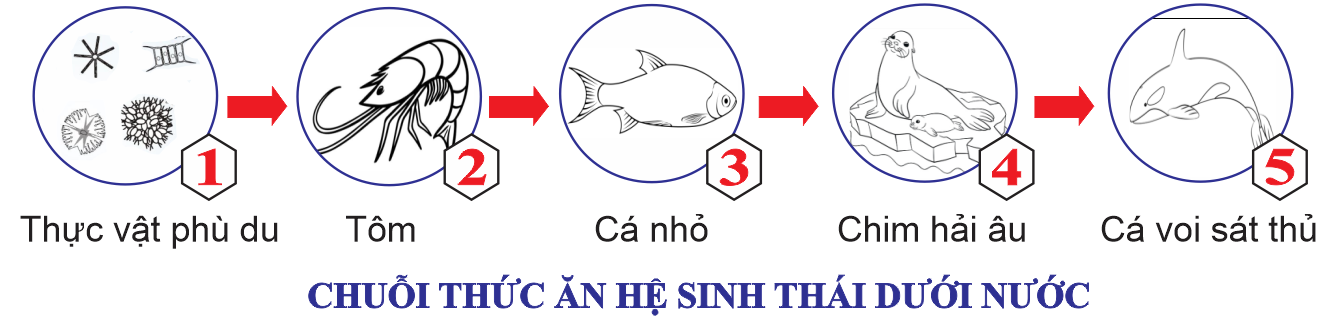 1 2 3 4 5
Thực vật phù du Tôm Cá nhỏ Chim hải âu Cá voi sát thủ
CHUỖI THỨC ĂN HỆ SINH THÁI DƯỚI NƯỚC